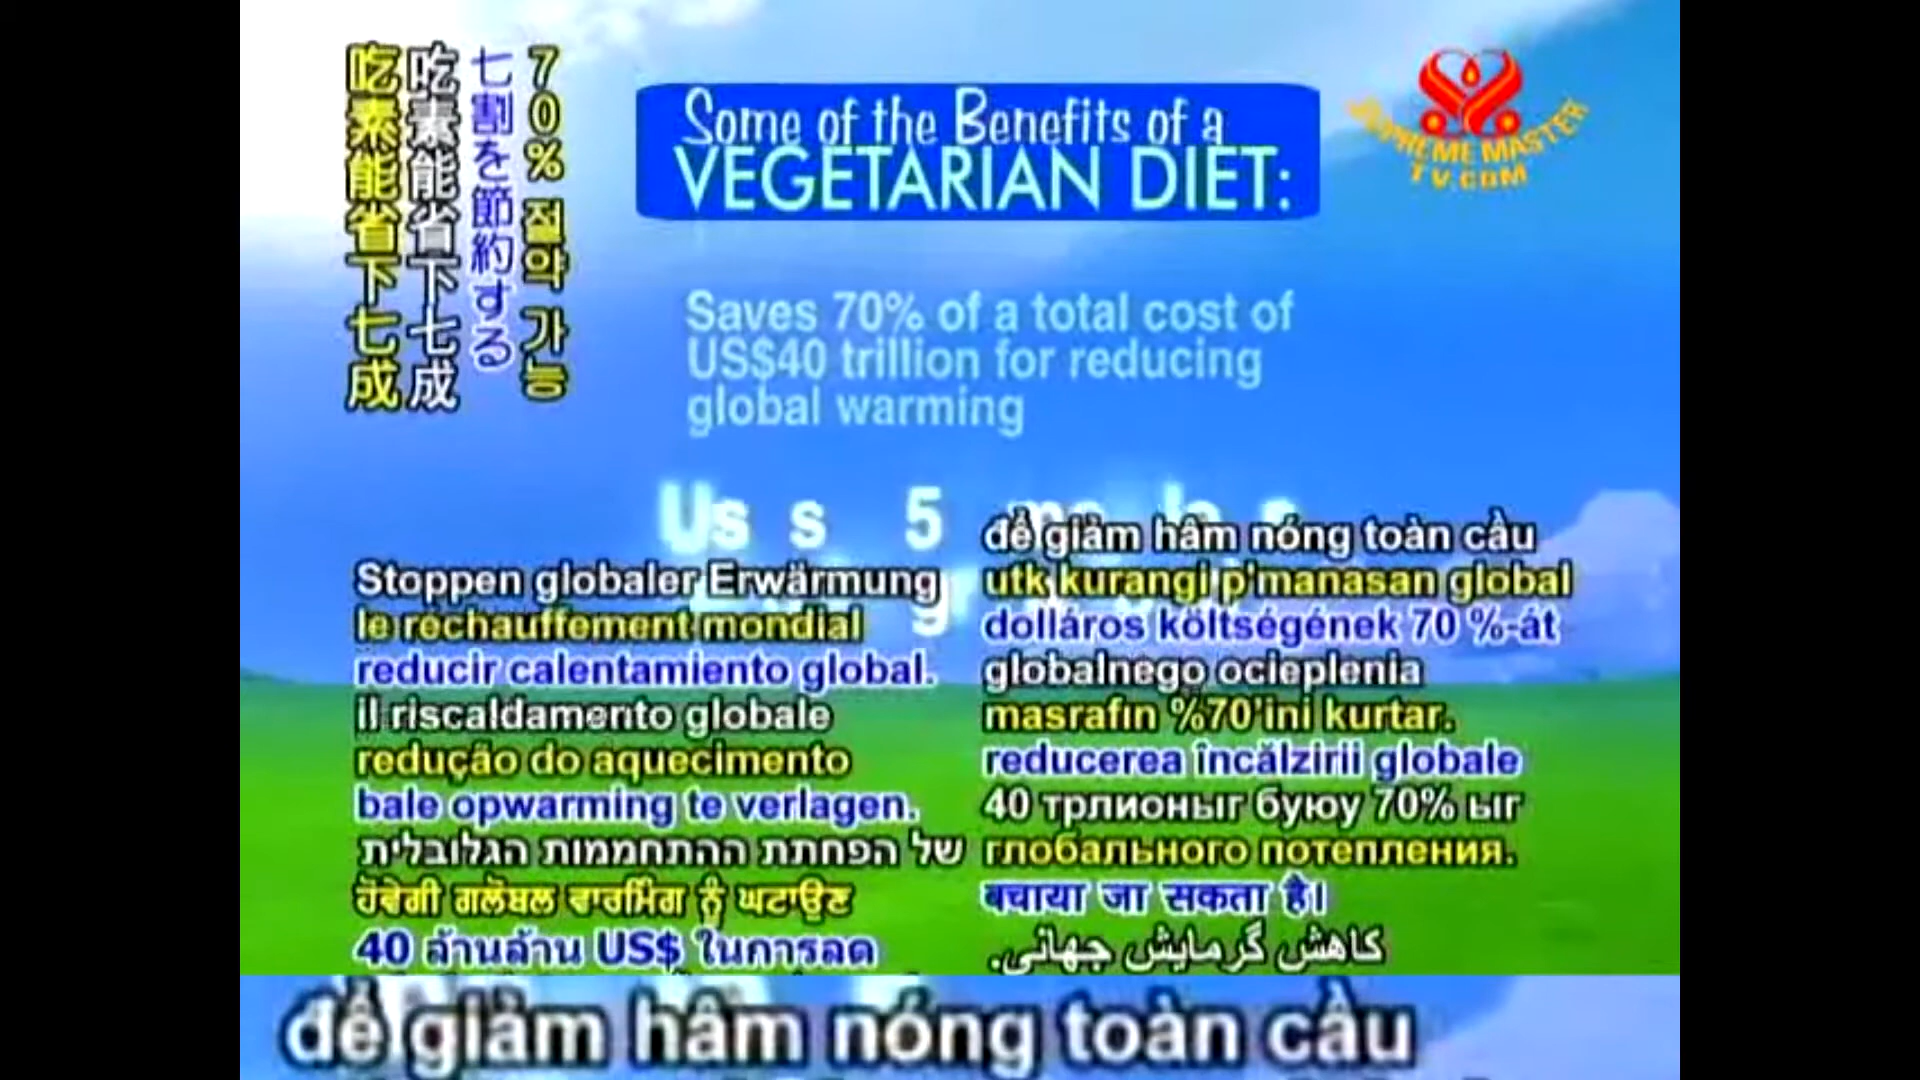 吃素能省下七成
吃素能省下七成
七割を節約する
70% 절약 가능
Some of the Benefits of a
VEGETARIAN DIET:
SUPREME MASTER
TV.COM
Saves 70% of a total cost of
US$40 trillion for reducing
global warming
Us s 5
Stoppen globaler Erwärmung
le réchauffement mondial
reducir calentamiento global.
il riscaldamento globale
redução do aquecimento
bale opwarming te verlagen.
של הפחתת ההתחממות הגלובלית
ਹੋਵੇਗੀ ਗਲੋਬਲ ਵਾਰਮਿੰਗ ਨੂੰ ਘਟਾਉਣ
40 ล้านล้าน US$ ในการลด
để giảm hâm nóng toàn cầu
utk kurangi p'manasan global
dolláros költségének 70 %-át
globalnego ocieplenia
masrafın %70'ini kurtar.
reducerea încălzirii globale
40 трлионыг буюу 70% ыг
глобального потепления.
बचाया जा सकता है।
کاهش گرمایش جهانی.
để giảm hâm nóng toàn cầu